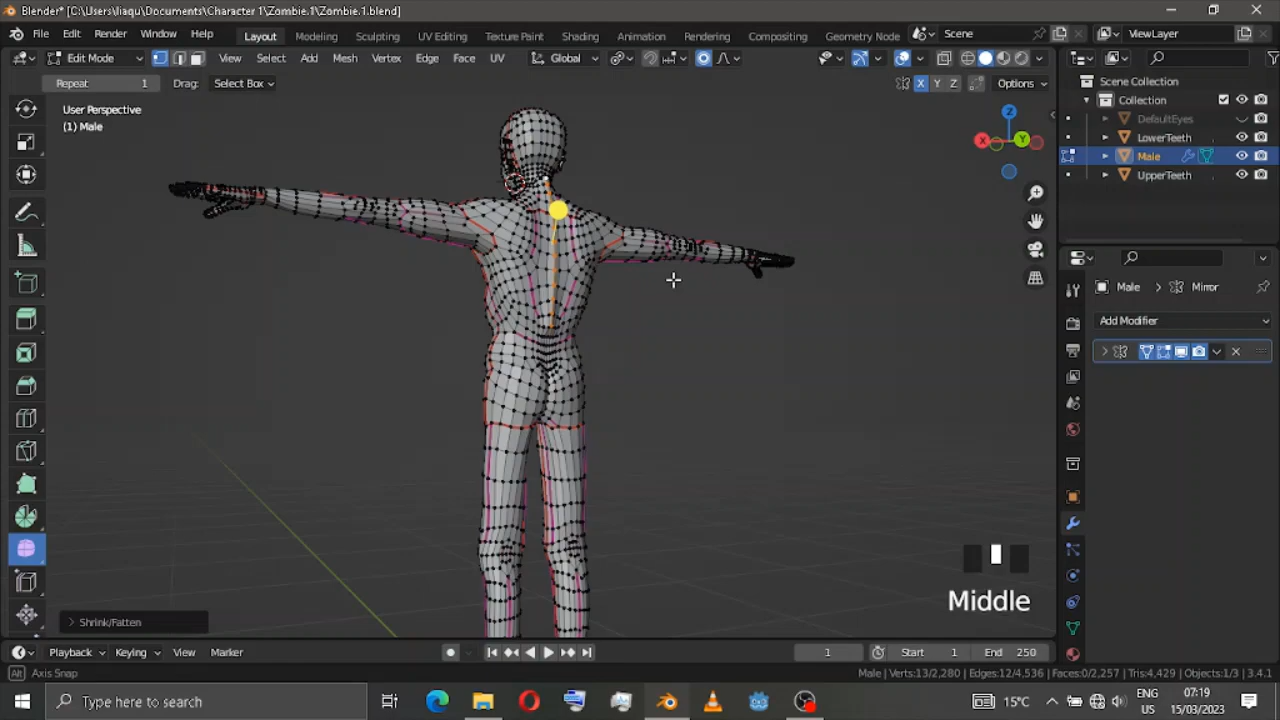 Blender* [C:\Users\liaqu\Documents\Character 1\Zombie.1\Zombie.1.blend]
File Edit Render Window Help Layout Modeling Sculpting UV Editing Texture Paint Shading Animation Rendering Compositing Geometry Node Scene ViewLayer
Edit Mode View Select Add Mesh Vertex Edge Face UV Global
Repeat 1 Drag: Select Box X Y Z Options
User Perspective
(1) Male
Z
X Y
Scene Collection
Collection
DefaultEyes
LowerTeeth
Male
UpperTeeth
Male > Mirror
Add Modifier
Middle
Shrink/Fatten
Playback Keying View Marker 1 Start 1 End 250
Alt Axis Snap Male | Verts:13/2,280 | Edges:12/4,536 | Faces:0/2,257 | Tris:4,429 | Objects:1/3 | 3.4.1
Type here to search 15°C ENG US 07:19 15/03/2023